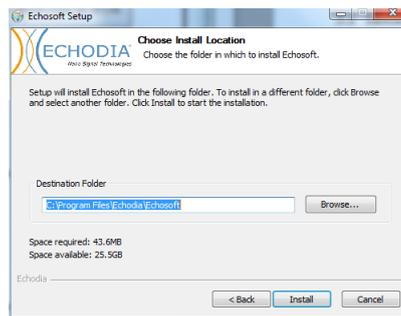 Echosoft Setup
ECHODIA
Noise Signal Technologies
Choose Install Location
Choose the folder in which to install Echosoft.
Setup will install Echosoft in the following folder. To install in a different folder, click Browse
and select another folder. Click Install to start the installation.
Destination Folder
C:\Program Files\Echodia\Echosoft
Browse...
Space required: 43.6MB
Space available: 25.5GB
Echodia
< Back
Install
Cancel